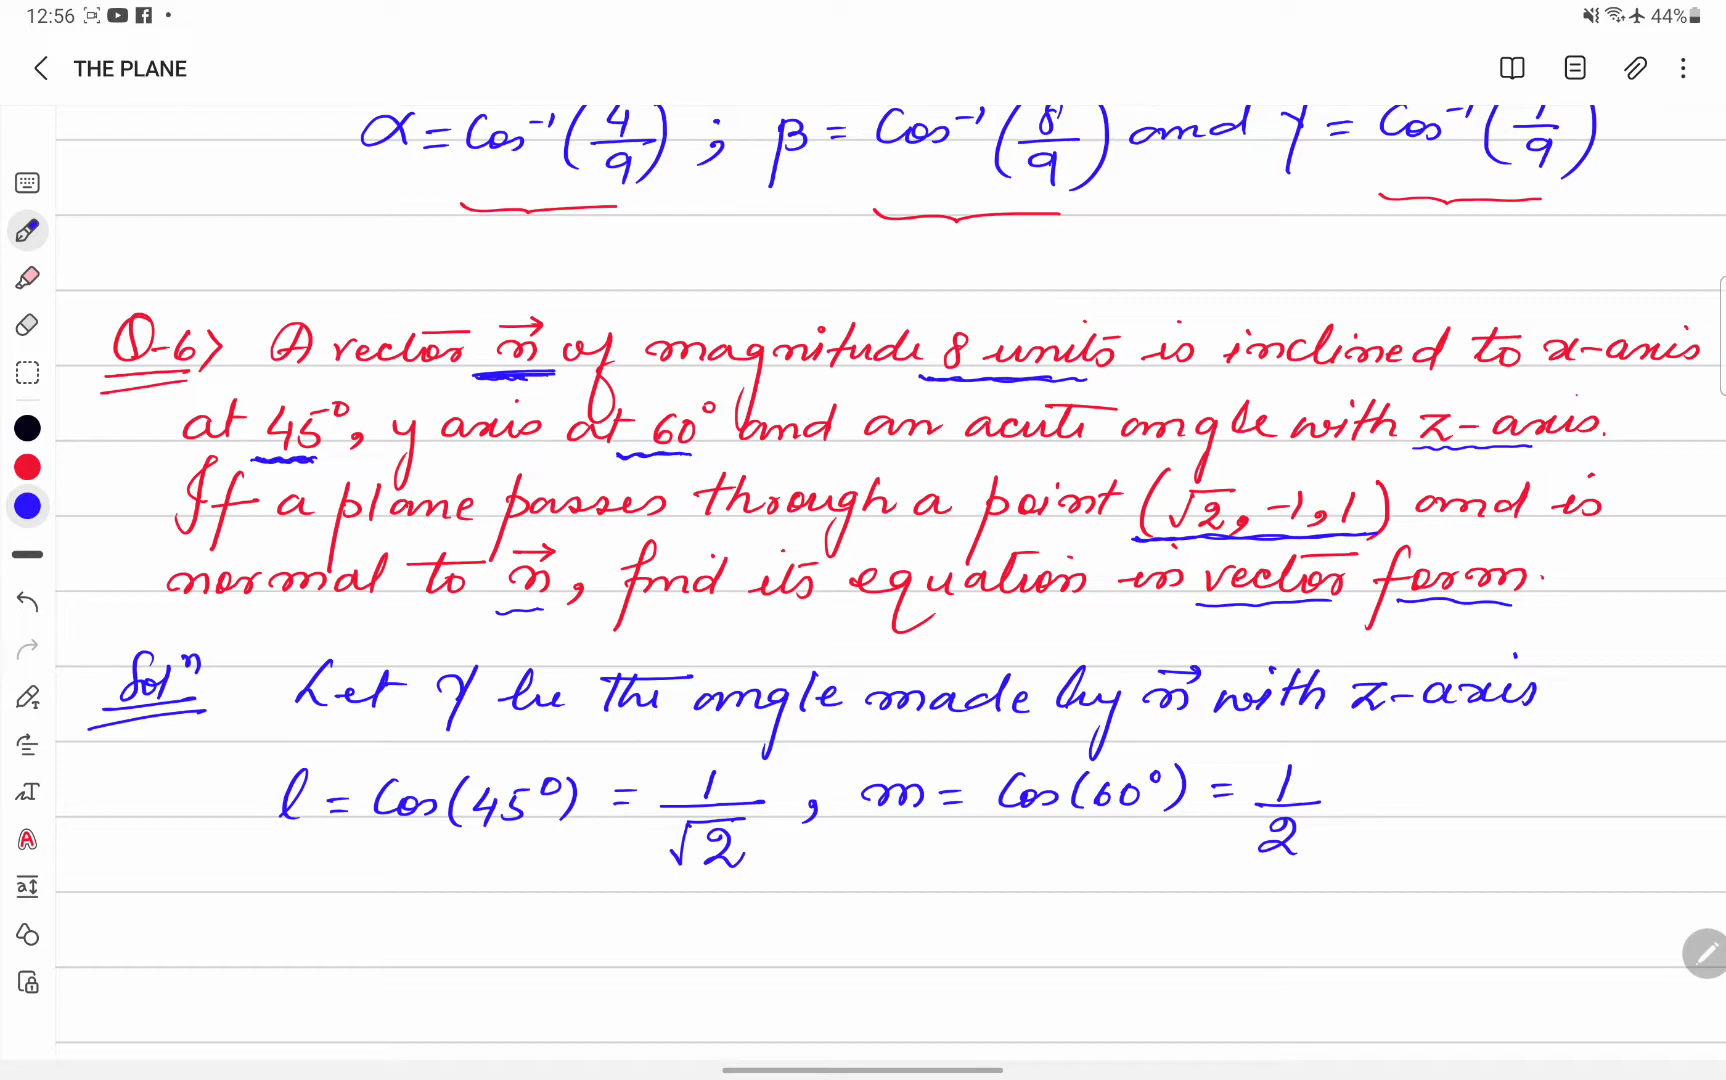 12:56
44%
THE PLANE
α = Cos⁻¹(4/9) ; β = Cos⁻¹(8/9) and γ = Cos⁻¹(1/9)
Q-6> A vector n⃗ of magnitude 8 units is inclined to x-axis
at 45°, y axis at 60° and an acute angle with z-axis.
If a plane passes through a point (√2, -1, 1) and is
normal to n⃗, find its equation in vector form.
Solⁿ Let γ be the angle made by n⃗ with z-axis
l = Cos(45°) = 1/√2 , m = Cos(60°) = 1/2